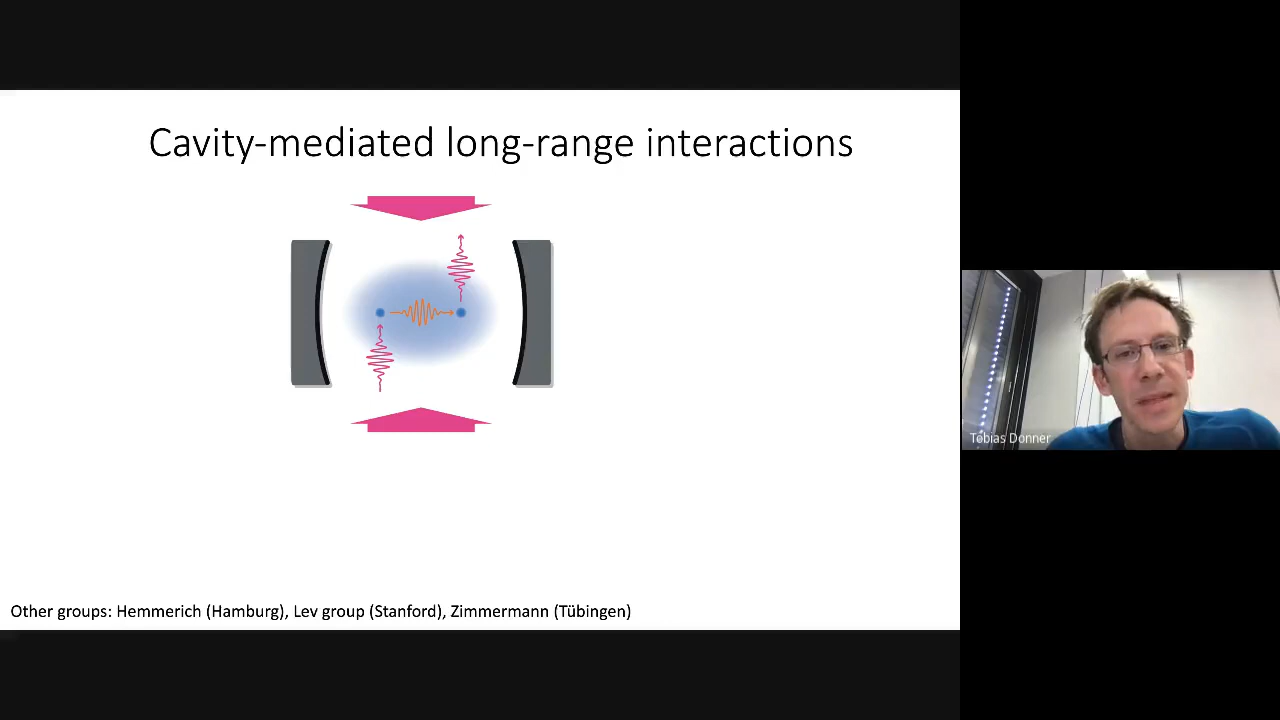 Cavity-mediated long-range interactions
Tobias Donner
Other groups: Hemmerich (Hamburg), Lev group (Stanford), Zimmermann (Tübingen)